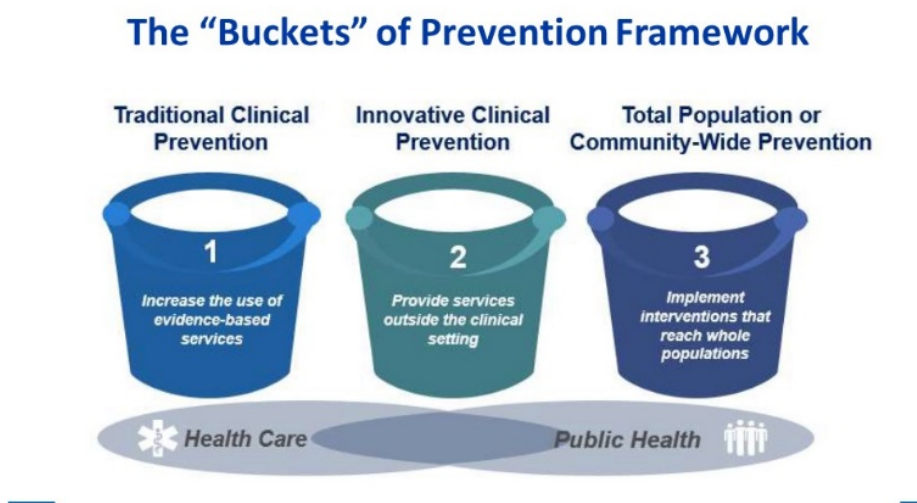 The “Buckets” of Prevention Framework
Traditional Clinical
Prevention
Innovative Clinical
Prevention
Total Population or
Community-Wide Prevention
1
Increase the use of
evidence-based
services
2
Provide services
outside the clinical
setting
3
Implement
interventions that
reach whole
populations
Health Care
Public Health